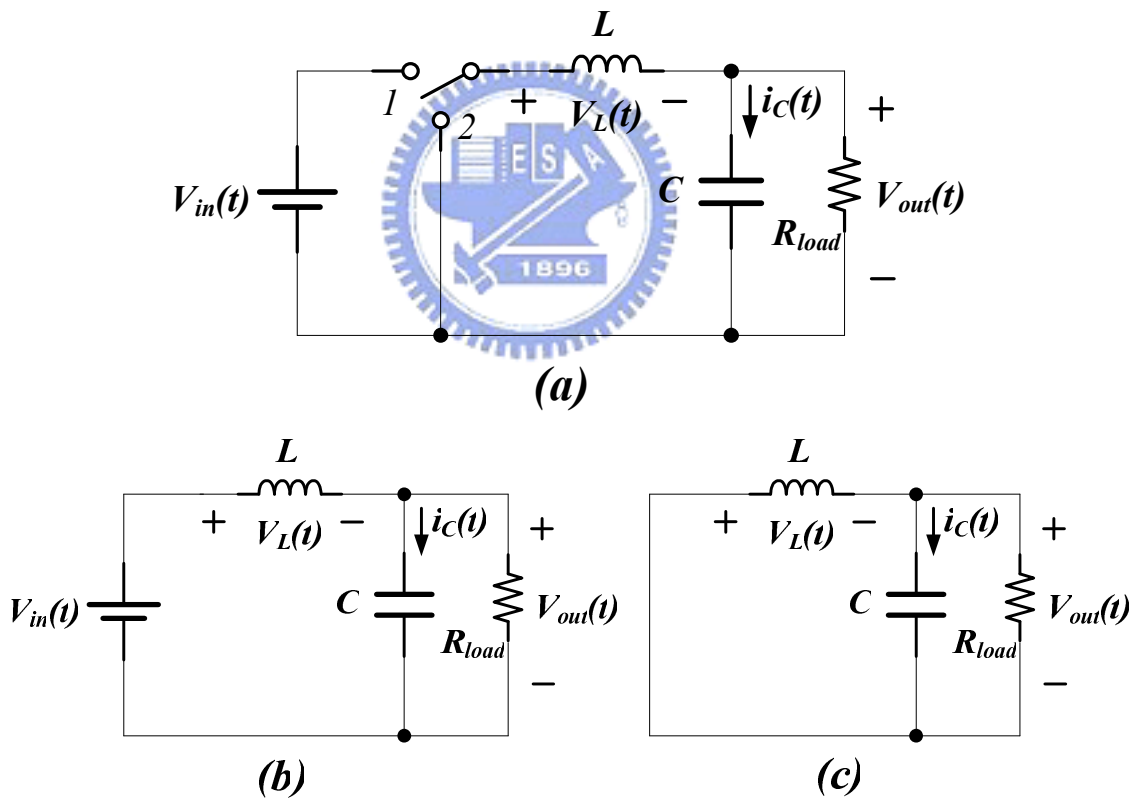 L
1
2
+ V_L(t) −
i_C(t)
+
V_in(t)
C
R_load
V_out(t)
−
E S A
1896
(a)
L
+ V_L(t) −
i_C(t)
+
V_in(t)
C
R_load
V_out(t)
−
(b)
L
+ V_L(t) −
i_C(t)
+
C
R_load
V_out(t)
−
(c)